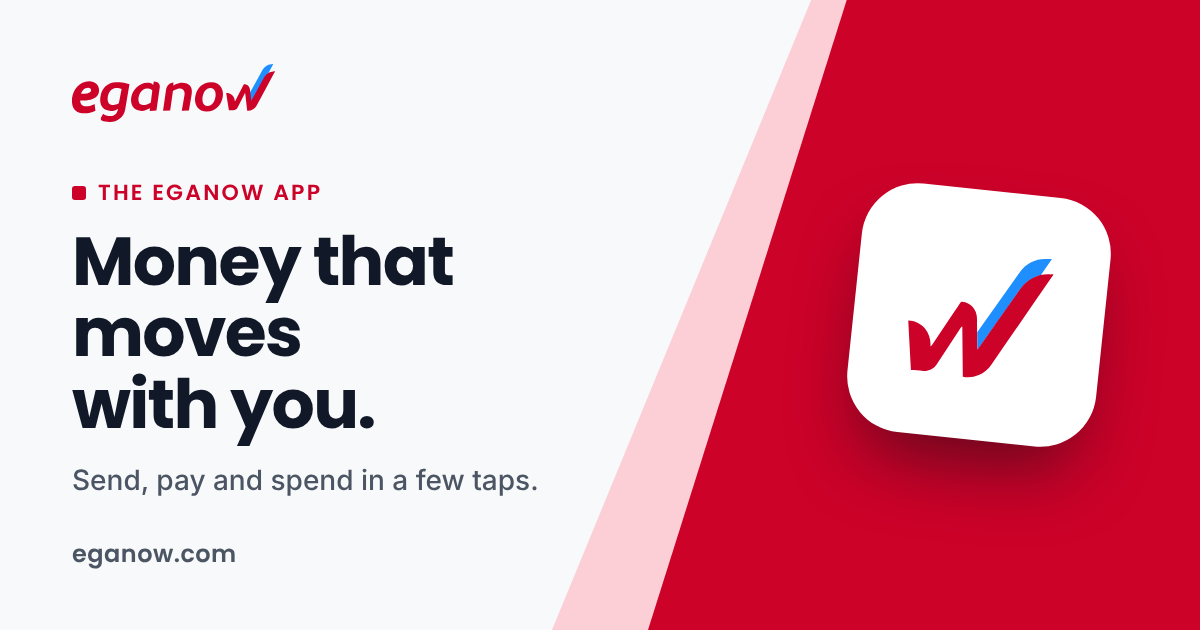 eganow
THE EGANOW APP
Money that
moves
with you.
Send, pay and spend in a few taps.
eganow.com
w